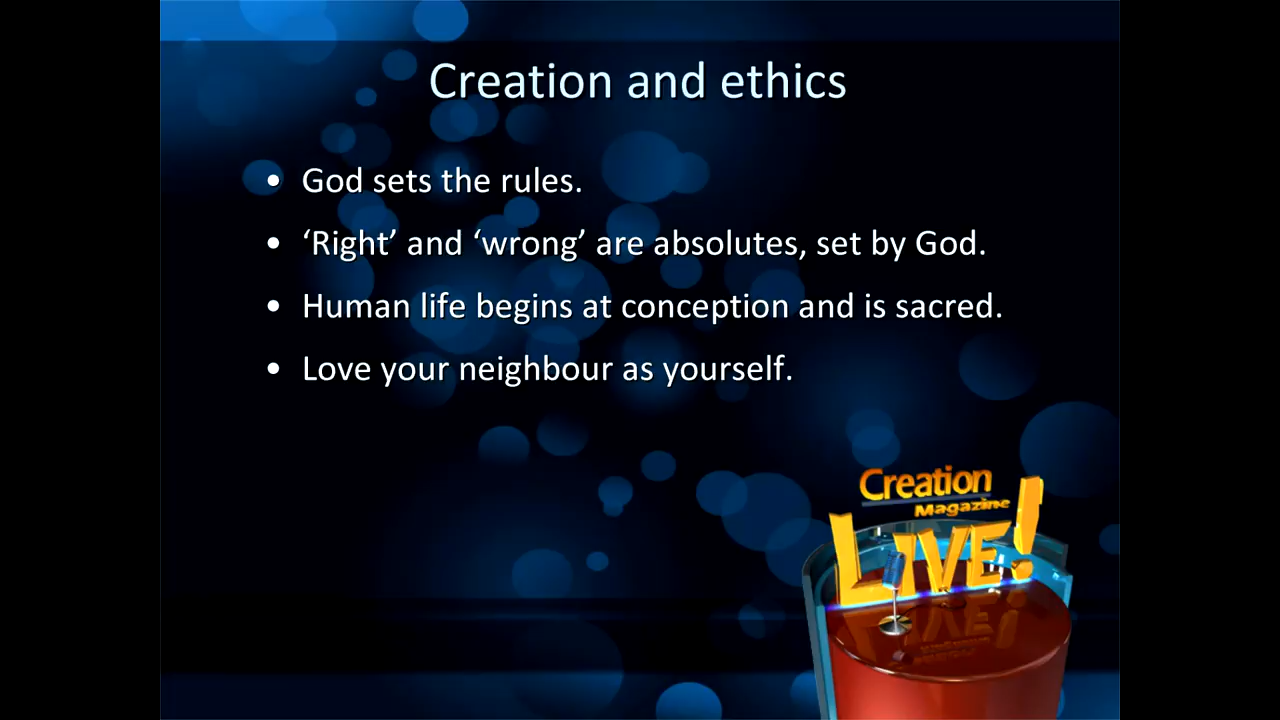 Creation and ethics
• God sets the rules.
• ‘Right’ and ‘wrong’ are absolutes, set by God.
• Human life begins at conception and is sacred.
• Love your neighbour as yourself.
Creation
Magazine
LIVE!